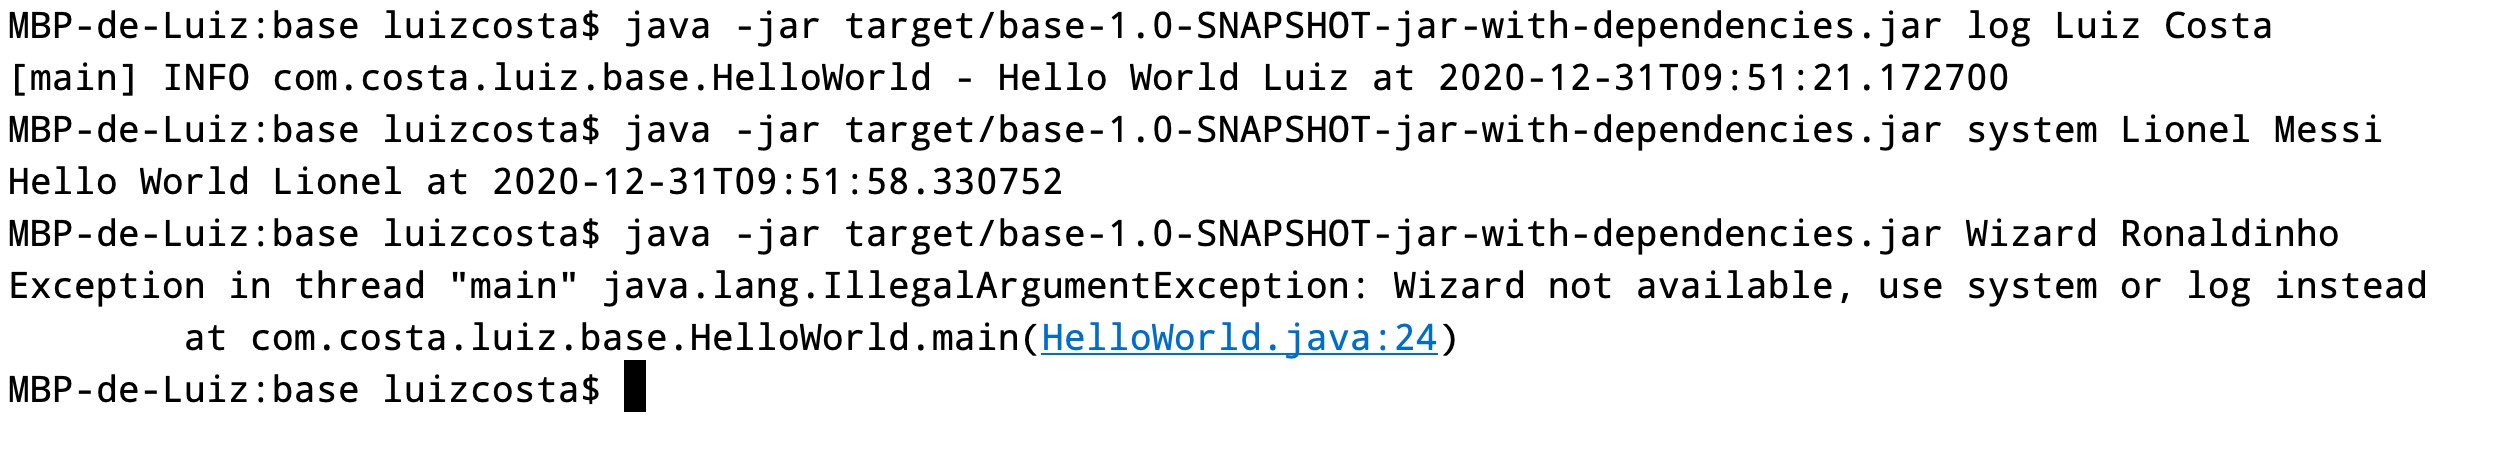 MBP-de-Luiz:base luizcosta$ java -jar target/base-1.0-SNAPSHOT-jar-with-dependencies.jar log Luiz Costa
[main] INFO com.costa.luiz.base.HelloWorld - Hello World Luiz at 2020-12-31T09:51:21.172700
MBP-de-Luiz:base luizcosta$ java -jar target/base-1.0-SNAPSHOT-jar-with-dependencies.jar system Lionel Messi
Hello World Lionel at 2020-12-31T09:51:58.330752
MBP-de-Luiz:base luizcosta$ java -jar target/base-1.0-SNAPSHOT-jar-with-dependencies.jar Wizard Ronaldinho
Exception in thread "main" java.lang.IllegalArgumentException: Wizard not available, use system or log instead
        at com.costa.luiz.base.HelloWorld.main(HelloWorld.java:24)
MBP-de-Luiz:base luizcosta$